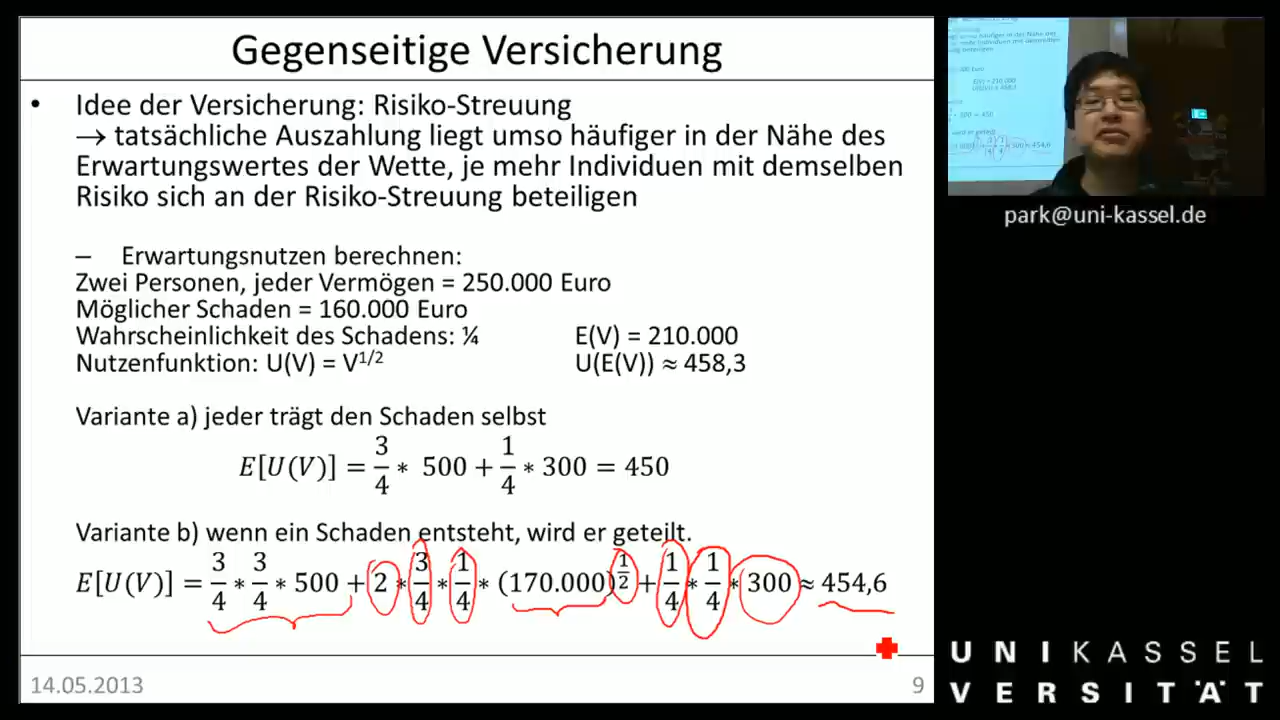 Gegenseitige Versicherung
• Idee der Versicherung: Risiko-Streuung
→ tatsächliche Auszahlung liegt umso häufiger in der Nähe des
Erwartungswertes der Wette, je mehr Individuen mit demselben
Risiko sich an der Risiko-Streuung beteiligen
– Erwartungsnutzen berechnen:
Zwei Personen, jeder Vermögen = 250.000 Euro
Möglicher Schaden = 160.000 Euro
Wahrscheinlichkeit des Schadens: ¼ E(V) = 210.000
Nutzenfunktion: U(V) = V^1/2 U(E(V)) ≈ 458,3
Variante a) jeder trägt den Schaden selbst
E[U(V)] = 3/4 * 500 + 1/4 * 300 = 450
Variante b) wenn ein Schaden entsteht, wird er geteilt.
E[U(V)] = 3/4 * 3/4 * 500 + 2 * 3/4 * 1/4 * (170.000)^1/2 + 1/4 * 1/4 * 300 ≈ 454,6
14.05.2013 9
park@uni-kassel.de
UNIKASSEL
VERSITÄT